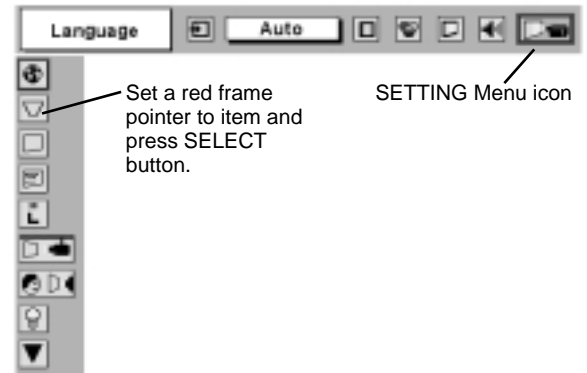 Language
Auto
Set a red frame
pointer to item and
press SELECT
button.
SETTING Menu icon